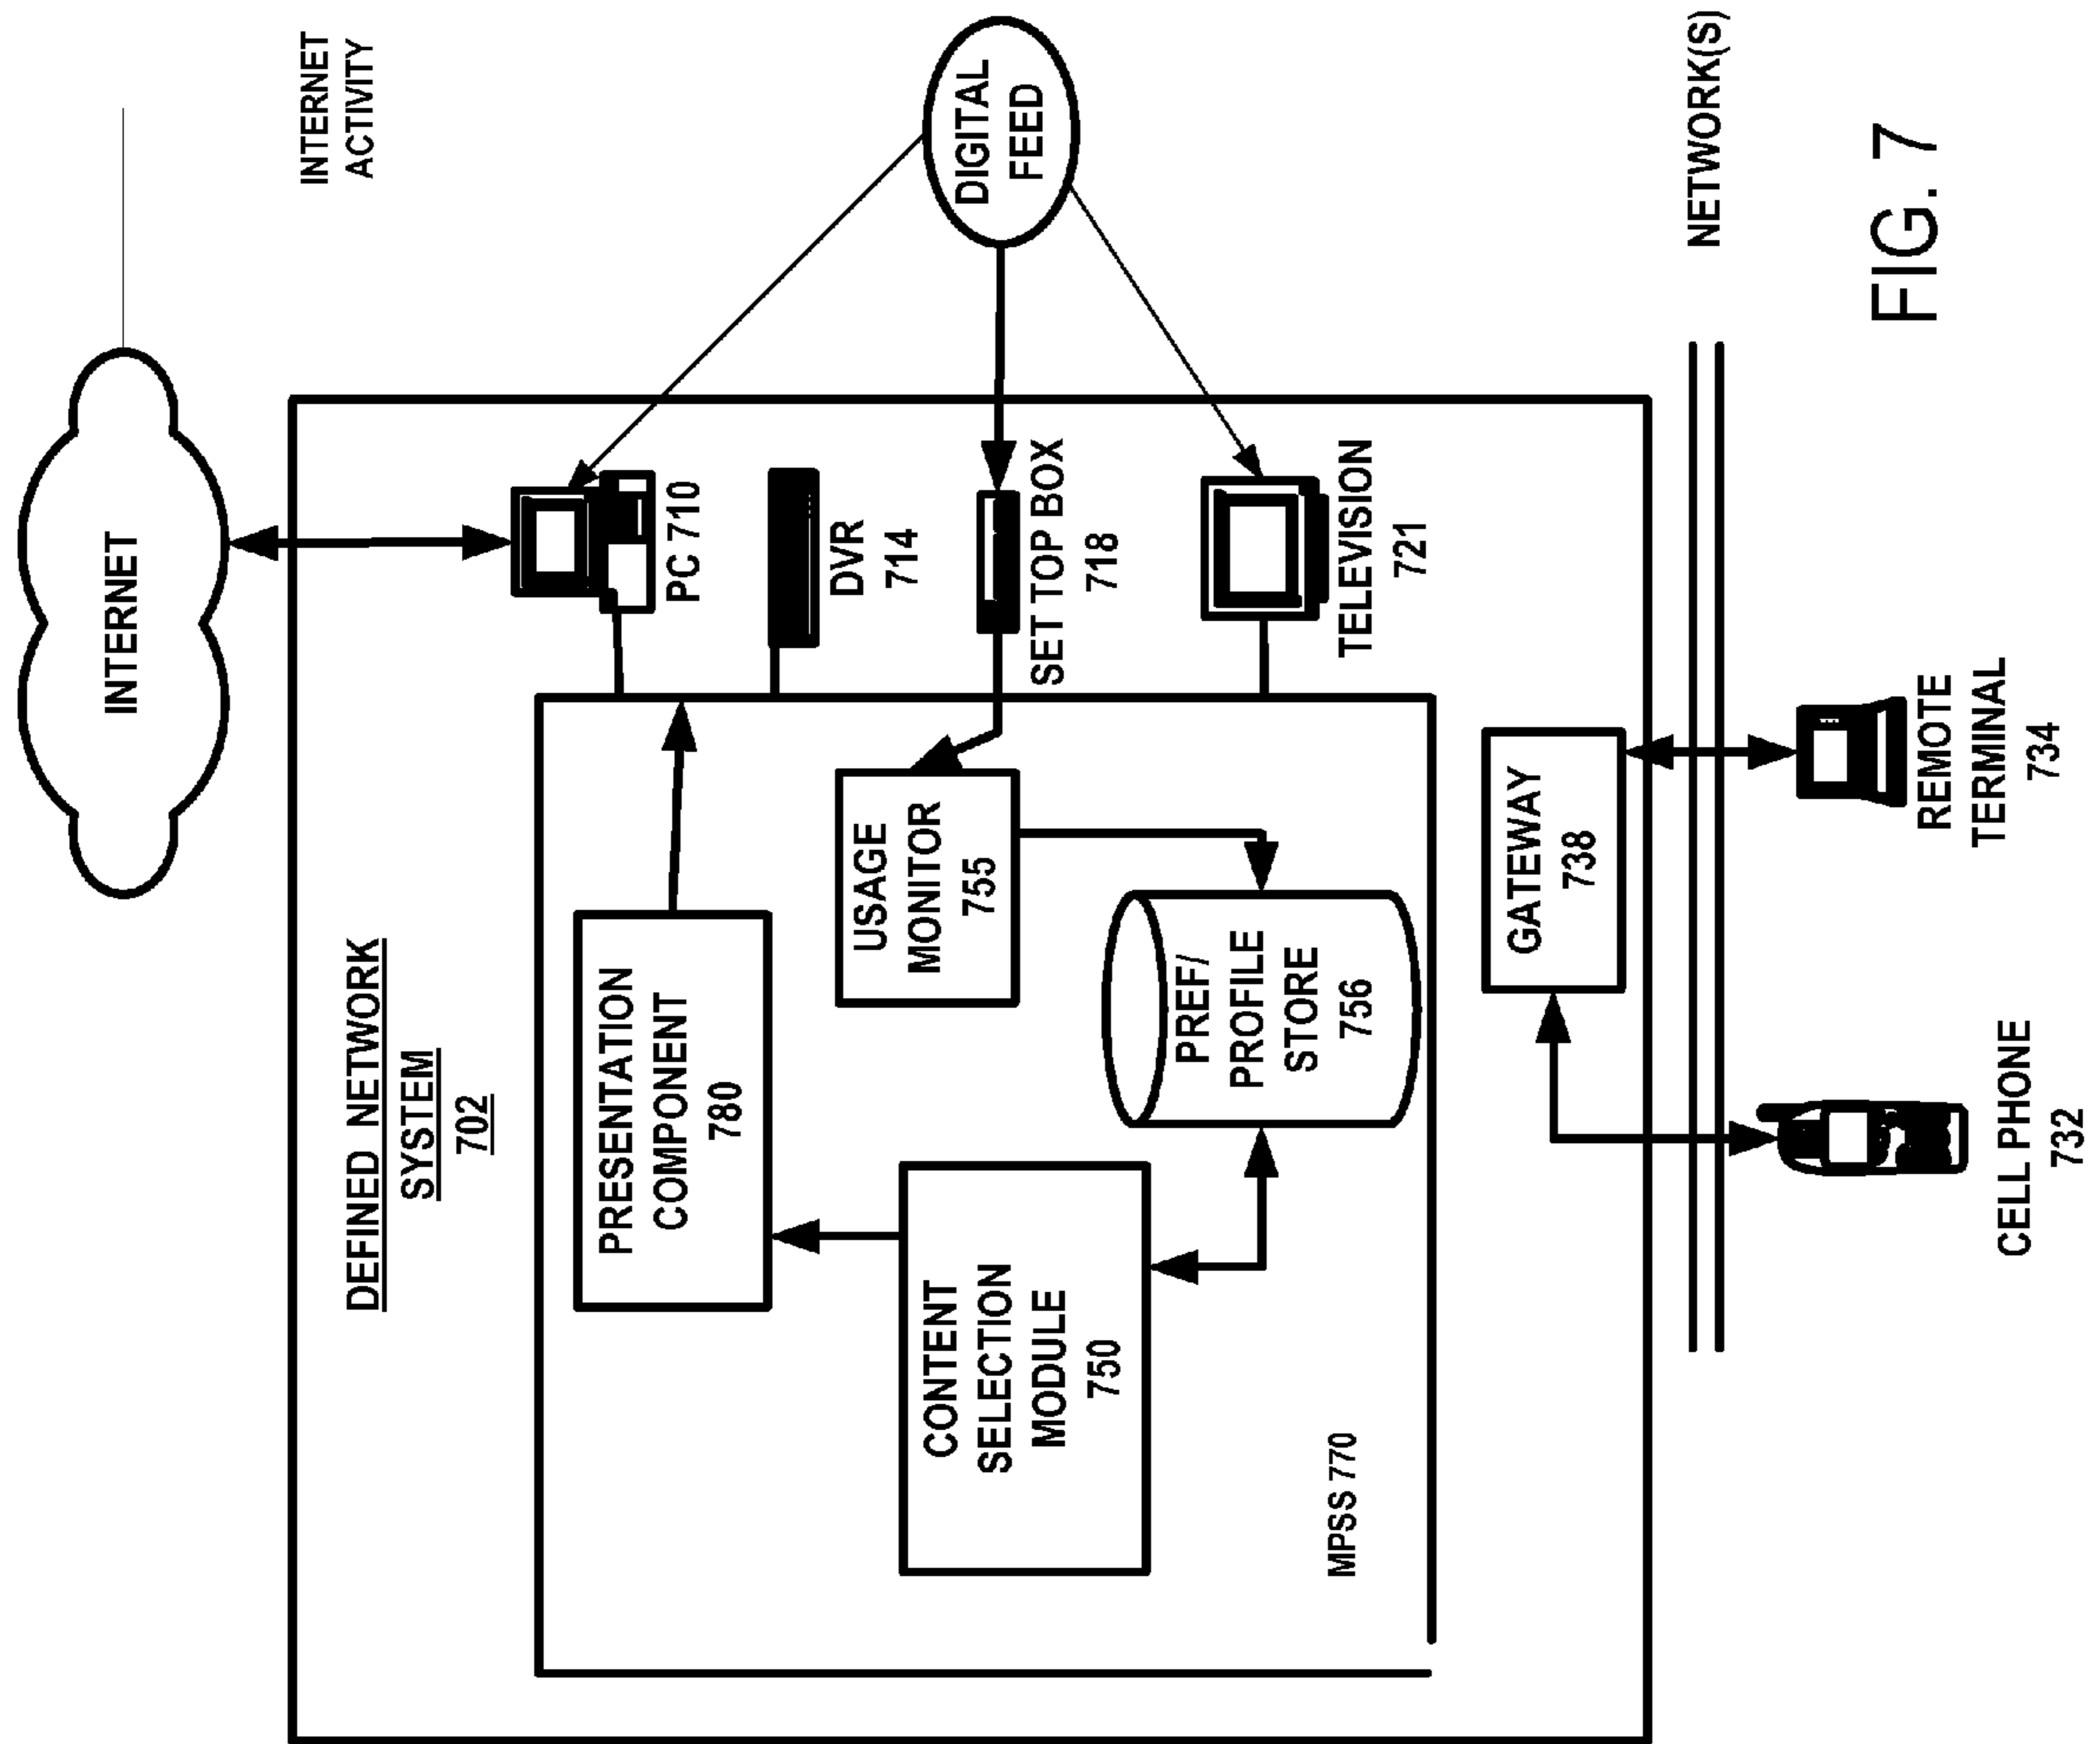 INTERNET
INTERNET
ACTIVITY
DEFINED NETWORK
SYSTEM
702
PC 710
DVR
714
SET TOP BOX
718
TELEVISION
721
DIGITAL
FEED
PRESENTATION
COMPONENT
780
USAGE
MONITOR
755
CONTENT
SELECTION
MODULE
750
PREF/
PROFILE
STORE
756
MPSS 770
GATEWAY
738
NETWORK(S)
CELL PHONE
732
REMOTE
TERMINAL
734
FIG. 7